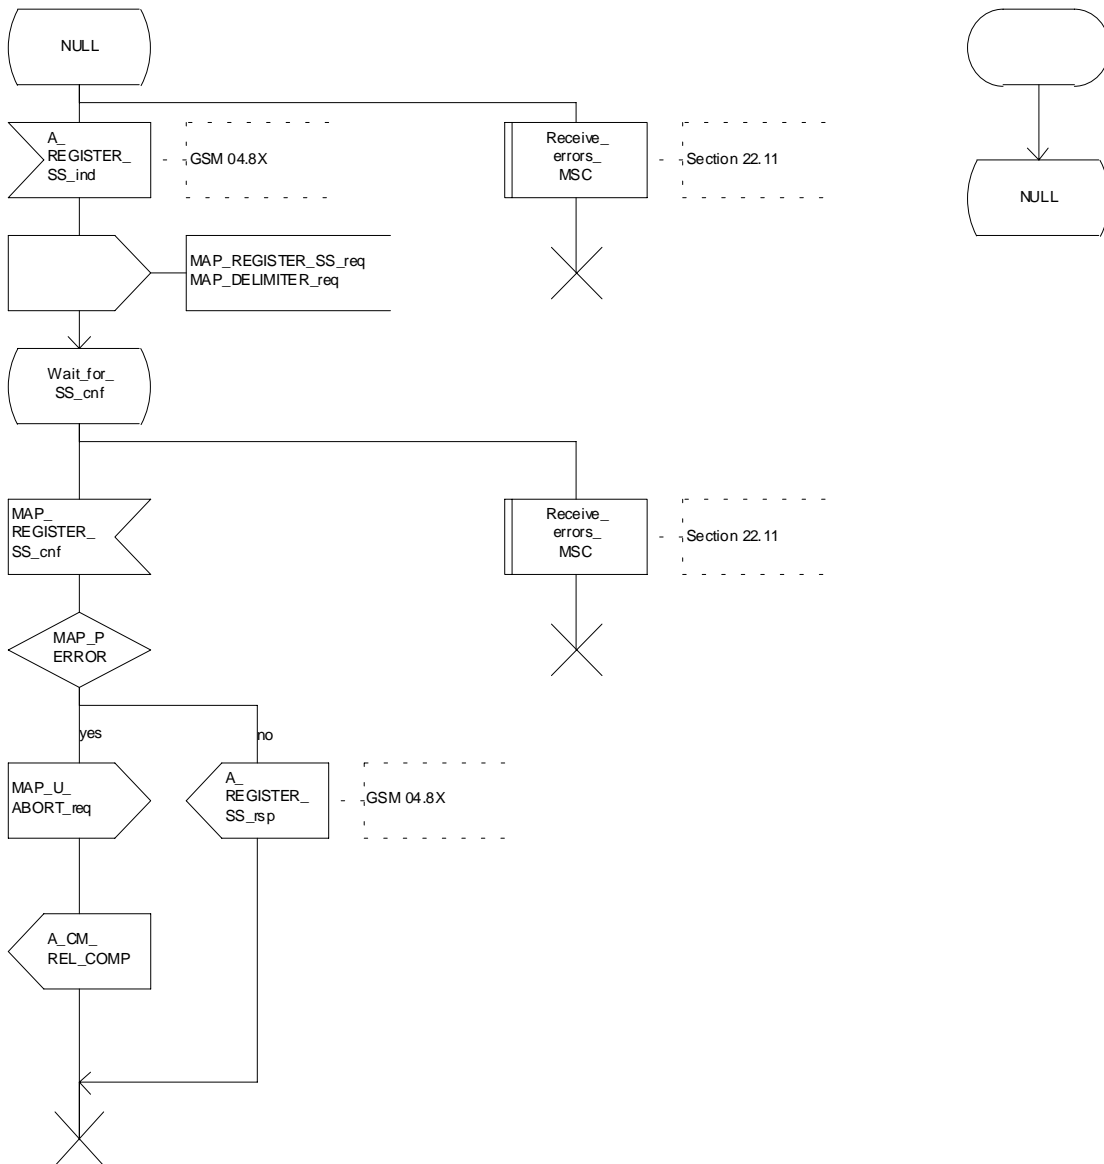 NULL
A_
REGISTER_
SS_ind
GSM 04.8X
Receive_
errors_
MSC
Section 22.11
NULL
MAP_REGISTER_SS_req
MAP_DELIMITER_req
Wait_for_
SS_cnf
MAP_
REGISTER_
SS_cnf
Receive_
errors_
MSC
Section 22.11
MAP_P
ERROR
yes
no
MAP_U_
ABORT_req
A_
REGISTER_
SS_rsp
GSM 04.8X
A_CM_
REL_COMP